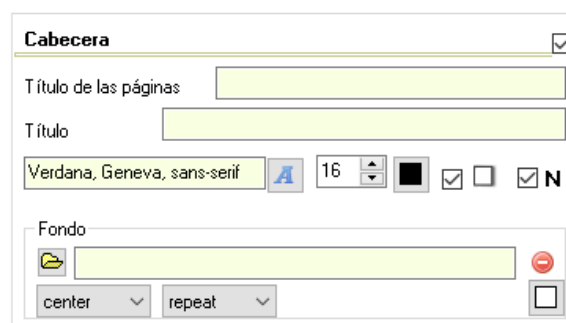 Cabecera
Título de las páginas
Título
Verdana, Geneva, sans-serif A 16 N
Fondo
center repeat